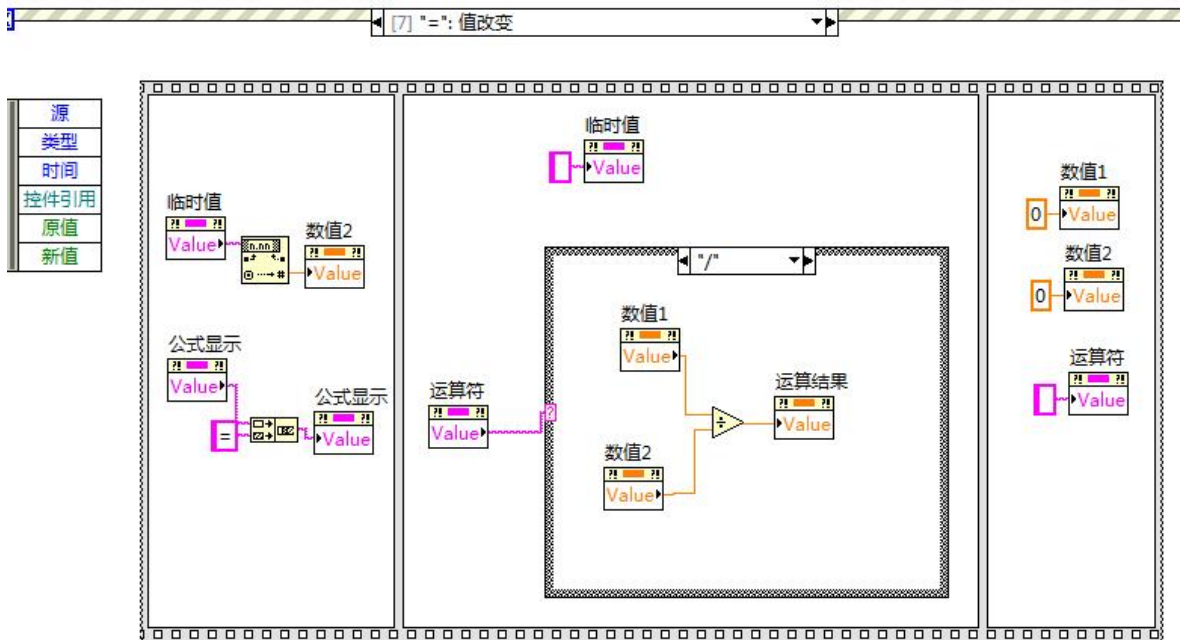 [7] "=": 值改变
源
类型
时间
控件引用
原值
新值
临时值
Value
n.nn
#
数值2
Value
公式显示
Value
=
公式显示
Value
临时值
Value
运算符
Value
?
"/"
数值1
Value
数值2
Value
÷
运算结果
Value
数值1
0
Value
数值2
0
Value
运算符
Value